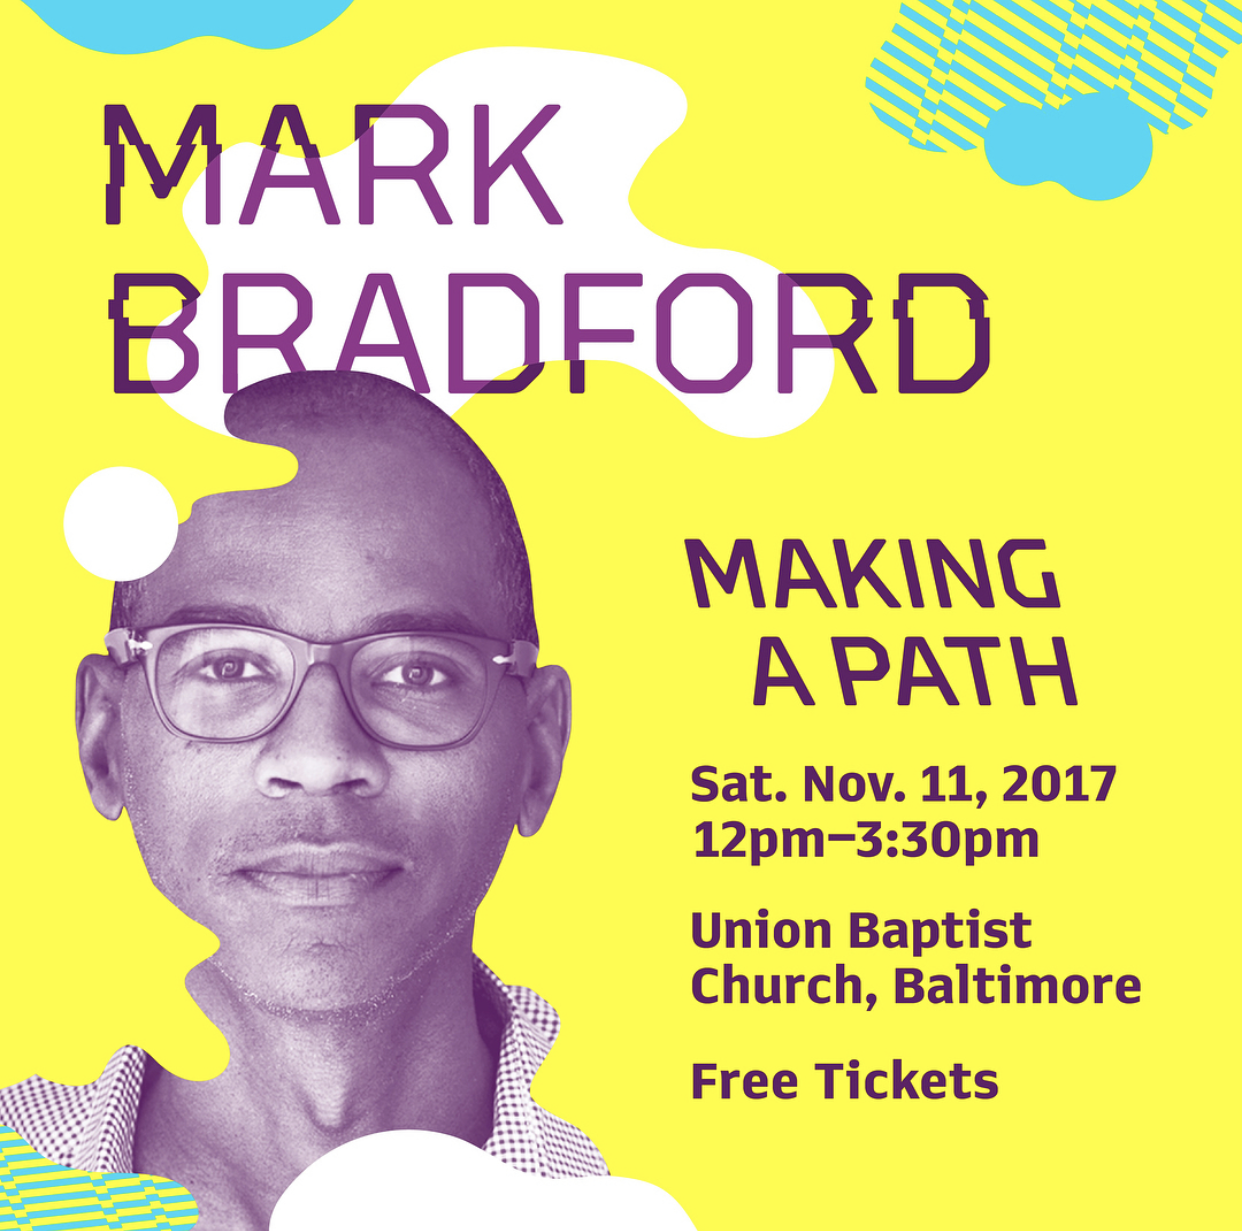 MARK
BRADFORD
MAKING
A PATH
Sat. Nov. 11, 2017
12pm–3:30pm
Union Baptist
Church, Baltimore
Free Tickets